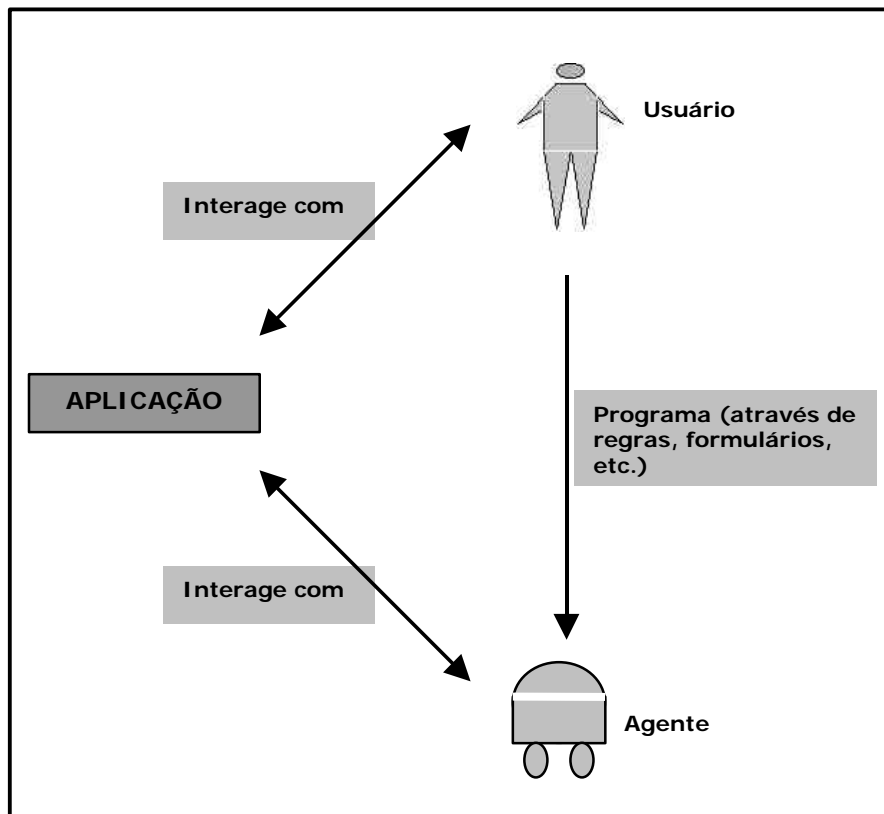 Usuário
Interage com
APLICAÇÃO
Programa (através de
regras, formulários,
etc.)
Interage com
Agente